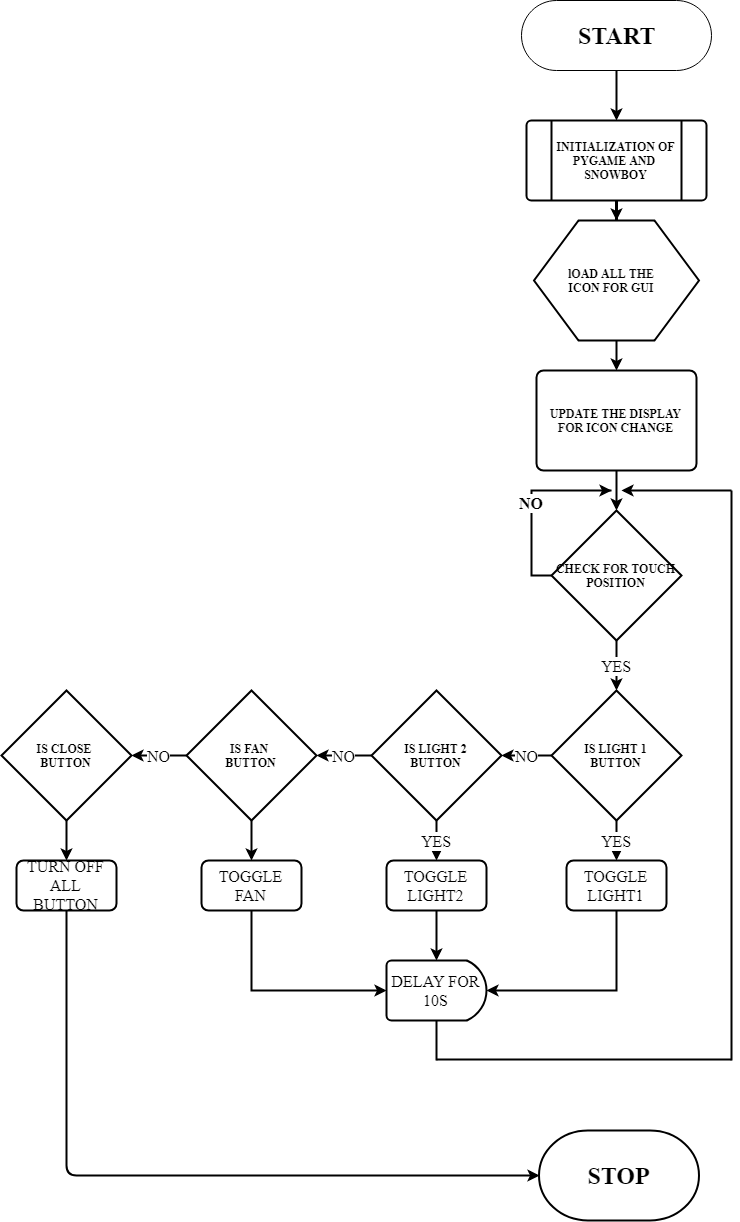 START
INITIALIZATION OF
PYGAME AND
SNOWBOY
lOAD ALL THE
ICON FOR GUI
UPDATE THE DISPLAY
FOR ICON CHANGE
NO
CHECK FOR TOUCH
POSITION
YES
IS CLOSE
BUTTON
NO
IS FAN
BUTTON
NO
IS LIGHT 2
BUTTON
NO
IS LIGHT 1
BUTTON
YES
YES
TURN OFF
ALL
BUTTON
TOGGLE
FAN
TOGGLE
LIGHT2
TOGGLE
LIGHT1
DELAY FOR
10S
STOP